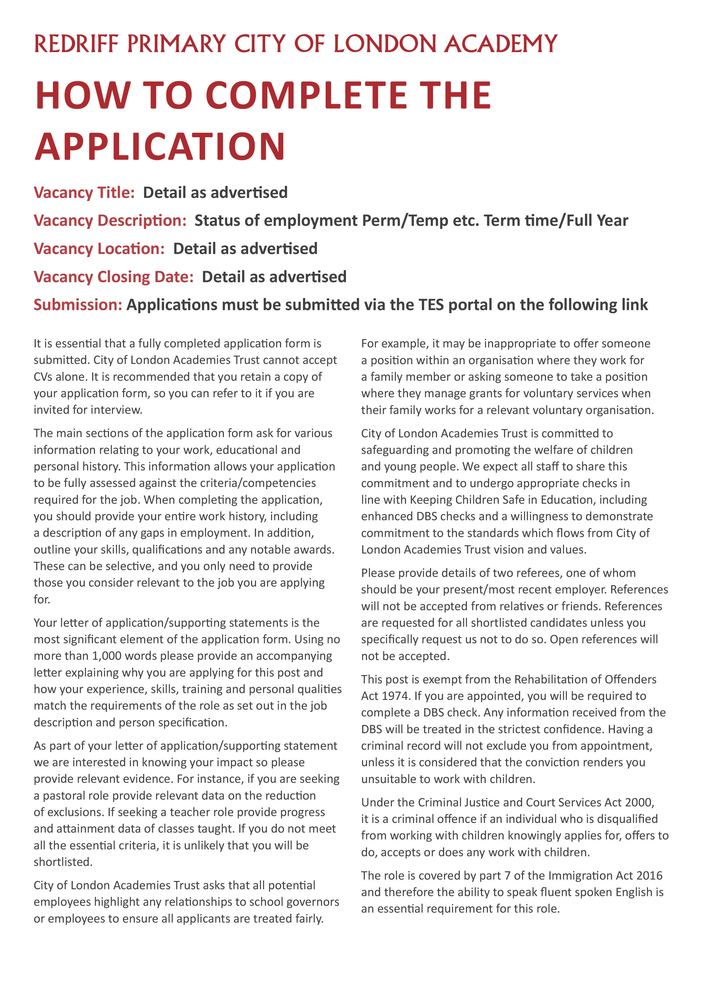 REDRIFF PRIMARY CITY OF LONDON ACADEMY
HOW TO COMPLETE THE
APPLICATION
Vacancy Title: Detail as advertised
Vacancy Description: Status of employment Perm/Temp etc. Term time/Full Year
Vacancy Location: Detail as advertised
Vacancy Closing Date: Detail as advertised
Submission: Applications must be submitted via the TES portal on the following link
It is essential that a fully completed application form is
submitted. City of London Academies Trust cannot accept
CVs alone. It is recommended that you retain a copy of
your application form, so you can refer to it if you are
invited for interview.
The main sections of the application form ask for various
information relating to your work, educational and
personal history. This information allows your application
to be fully assessed against the criteria/competencies
required for the job. When completing the application,
you should provide your entire work history, including
a description of any gaps in employment. In addition,
outline your skills, qualifications and any notable awards.
These can be selective, and you only need to provide
those you consider relevant to the job you are applying
for.
Your letter of application/supporting statements is the
most significant element of the application form. Using no
more than 1,000 words please provide an accompanying
letter explaining why you are applying for this post and
how your experience, skills, training and personal qualities
match the requirements of the role as set out in the job
description and person specification.
As part of your letter of application/supporting statement
we are interested in knowing your impact so please
provide relevant evidence. For instance, if you are seeking
a pastoral role provide relevant data on the reduction
of exclusions. If seeking a teacher role provide progress
and attainment data of classes taught. If you do not meet
all the essential criteria, it is unlikely that you will be
shortlisted.
City of London Academies Trust asks that all potential
employees highlight any relationships to school governors
or employees to ensure all applicants are treated fairly.
For example, it may be inappropriate to offer someone
a position within an organisation where they work for
a family member or asking someone to take a position
where they manage grants for voluntary services when
their family works for a relevant voluntary organisation.
City of London Academies Trust is committed to
safeguarding and promoting the welfare of children
and young people. We expect all staff to share this
commitment and to undergo appropriate checks in
line with Keeping Children Safe in Education, including
enhanced DBS checks and a willingness to demonstrate
commitment to the standards which flows from City of
London Academies Trust vision and values.
Please provide details of two referees, one of whom
should be your present/most recent employer. References
will not be accepted from relatives or friends. References
are requested for all shortlisted candidates unless you
specifically request us not to do so. Open references will
not be accepted.
This post is exempt from the Rehabilitation of Offenders
Act 1974. If you are appointed, you will be required to
complete a DBS check. Any information received from the
DBS will be treated in the strictest confidence. Having a
criminal record will not exclude you from appointment,
unless it is considered that the conviction renders you
unsuitable to work with children.
Under the Criminal Justice and Court Services Act 2000,
it is a criminal offence if an individual who is disqualified
from working with children knowingly applies for, offers to
do, accepts or does any work with children.
The role is covered by part 7 of the Immigration Act 2016
and therefore the ability to speak fluent spoken English is
an essential requirement for this role.